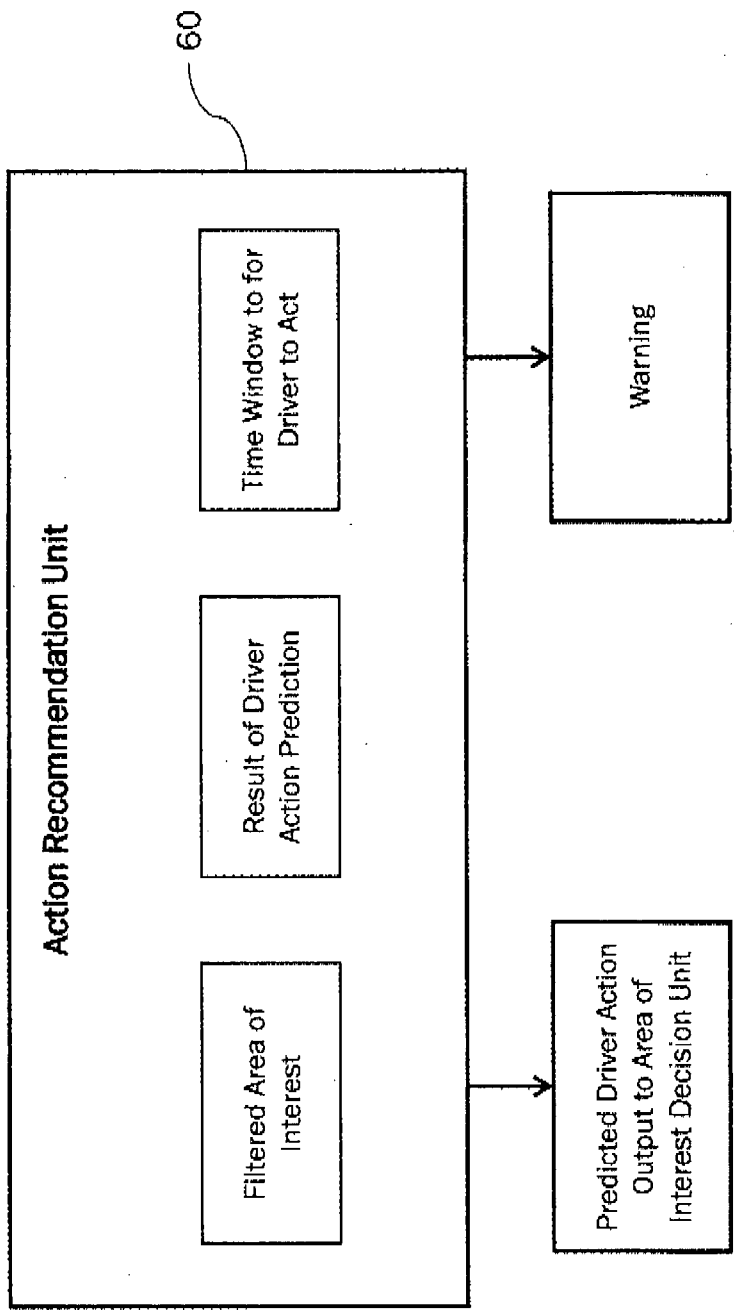 60
Action Recommendation Unit
Filtered Area of
Interest
Result of Driver
Action Prediction
Time Window to for
Driver to Act
Predicted Driver Action
Output to Area of
Interest Decision Unit
Warning